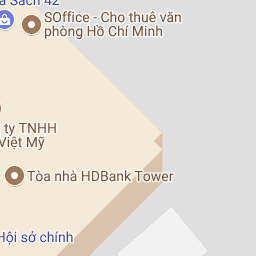 Sách 42
SOffice - Cho thuê văn
phòng Hồ Chí Minh
ty TNHH
Việt Mỹ
Tòa nhà HDBank Tower
Hội sở chính